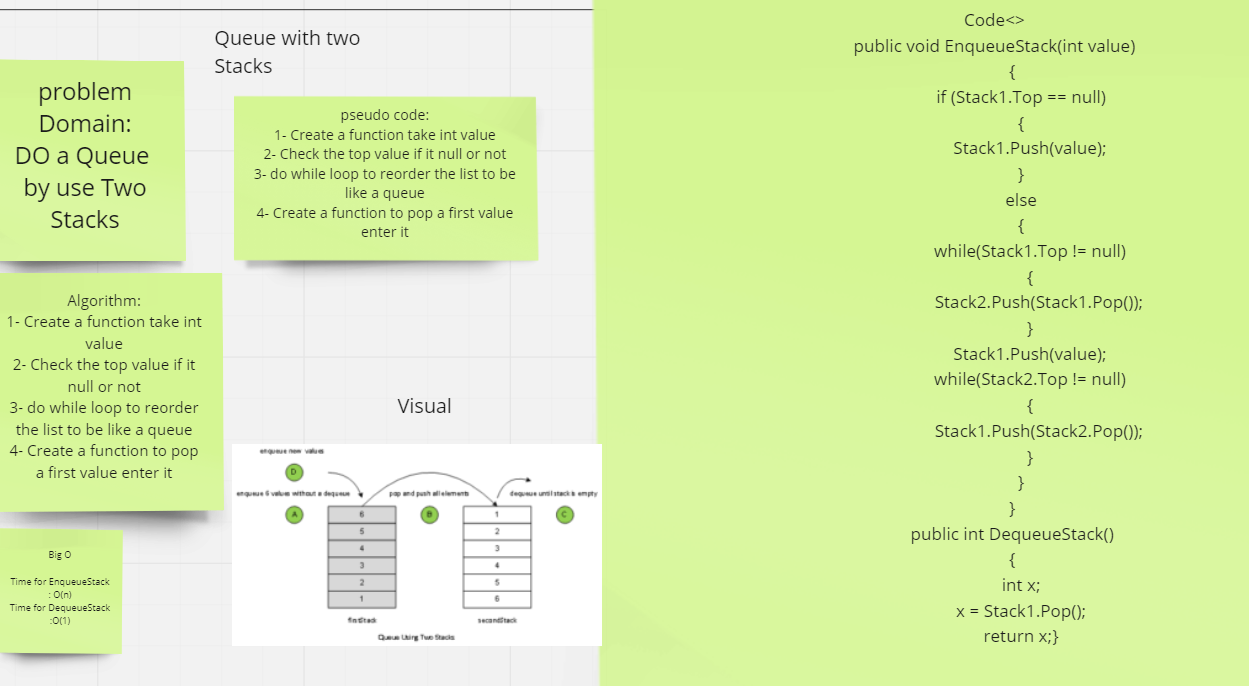 Queue with two
Stacks
problem
Domain:
DO a Queue
by use Two
Stacks
pseudo code:
1- Create a function take int value
2- Check the top value if it null or not
3- do while loop to reorder the list to be
like a queue
4- Create a function to pop a first value
enter it
Algorithm:
1- Create a function take int
value
2- Check the top value if it
null or not
3- do while loop to reorder
the list to be like a queue
4- Create a function to pop
a first value enter it
Big O
Time for EnqueueStack
: O(n)
Time for DequeueStack
:O(1)
Visual
enqueue new values
D
enqueue 6 values without a dequeue
pop and push all elements
dequeue until stack is empty
A
B
C
6
5
4
3
2
1
1
2
3
4
5
6
firstStack
secondStack
Queue Using Two Stacks
Code<>
public void EnqueueStack(int value)
{
if (Stack1.Top == null)
{
Stack1.Push(value);
}
else
{
while(Stack1.Top != null)
{
Stack2.Push(Stack1.Pop());
}
Stack1.Push(value);
while(Stack2.Top != null)
{
Stack1.Push(Stack2.Pop());
}
}
}
public int DequeueStack()
{
int x;
x = Stack1.Pop();
return x;}